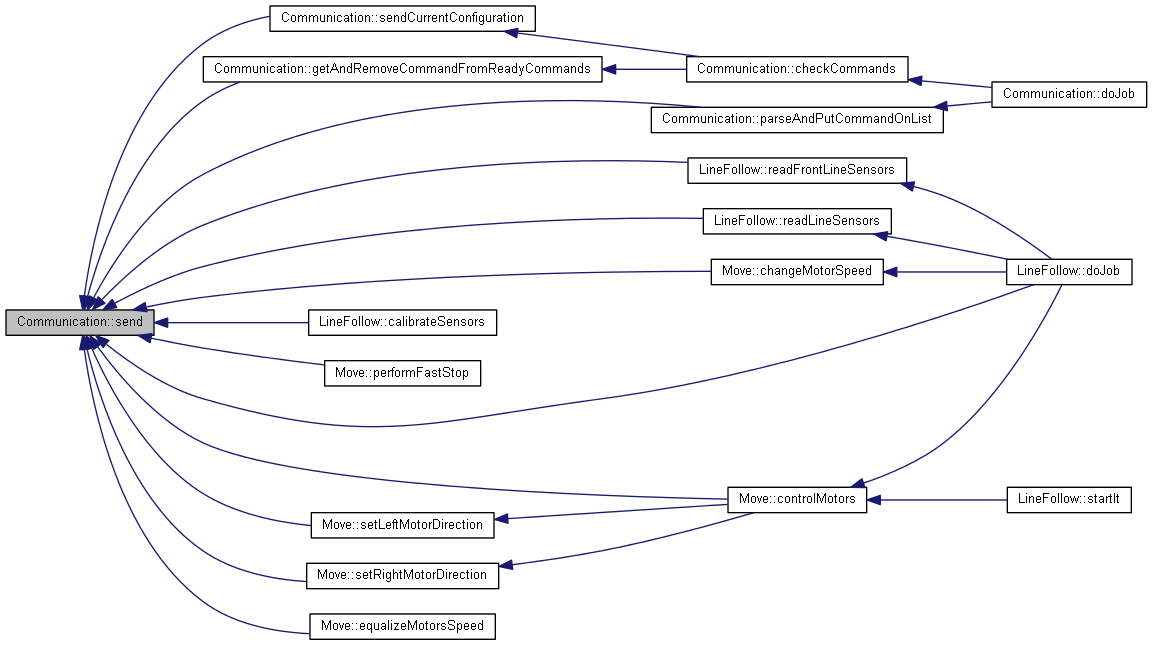 Communication::sendCurrentConfiguration
Communication::getAndRemoveCommandFromReadyCommands
Communication::checkCommands
Communication::doJob
Communication::parseAndPutCommandOnList
LineFollow::readFrontLineSensors
LineFollow::readLineSensors
Move::changeMotorSpeed
LineFollow::doJob
Communication::send
LineFollow::calibrateSensors
Move::performFastStop
Move::controlMotors
LineFollow::startIt
Move::setLeftMotorDirection
Move::setRightMotorDirection
Move::equalizeMotorsSpeed